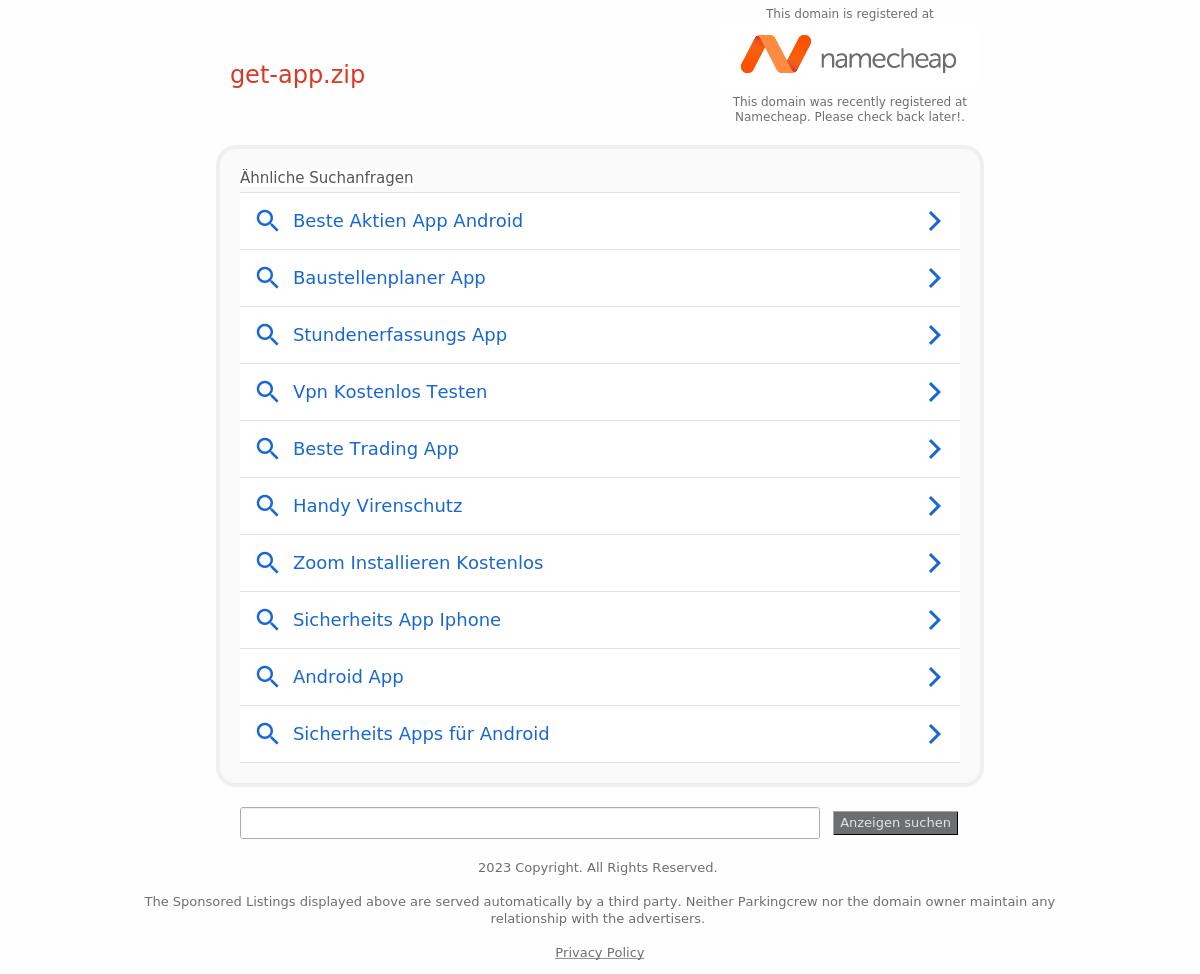 This domain is registered at
namecheap
get-app.zip
This domain was recently registered at
Namecheap. Please check back later!.
Ähnliche Suchanfragen
Beste Aktien App Android
Baustellenplaner App
Stundenerfassungs App
Vpn Kostenlos Testen
Beste Trading App
Handy Virenschutz
Zoom Installieren Kostenlos
Sicherheits App Iphone
Android App
Sicherheits Apps für Android
Anzeigen suchen
2023 Copyright. All Rights Reserved.
The Sponsored Listings displayed above are served automatically by a third party. Neither Parkingcrew nor the domain owner maintain any
relationship with the advertisers.
Privacy Policy